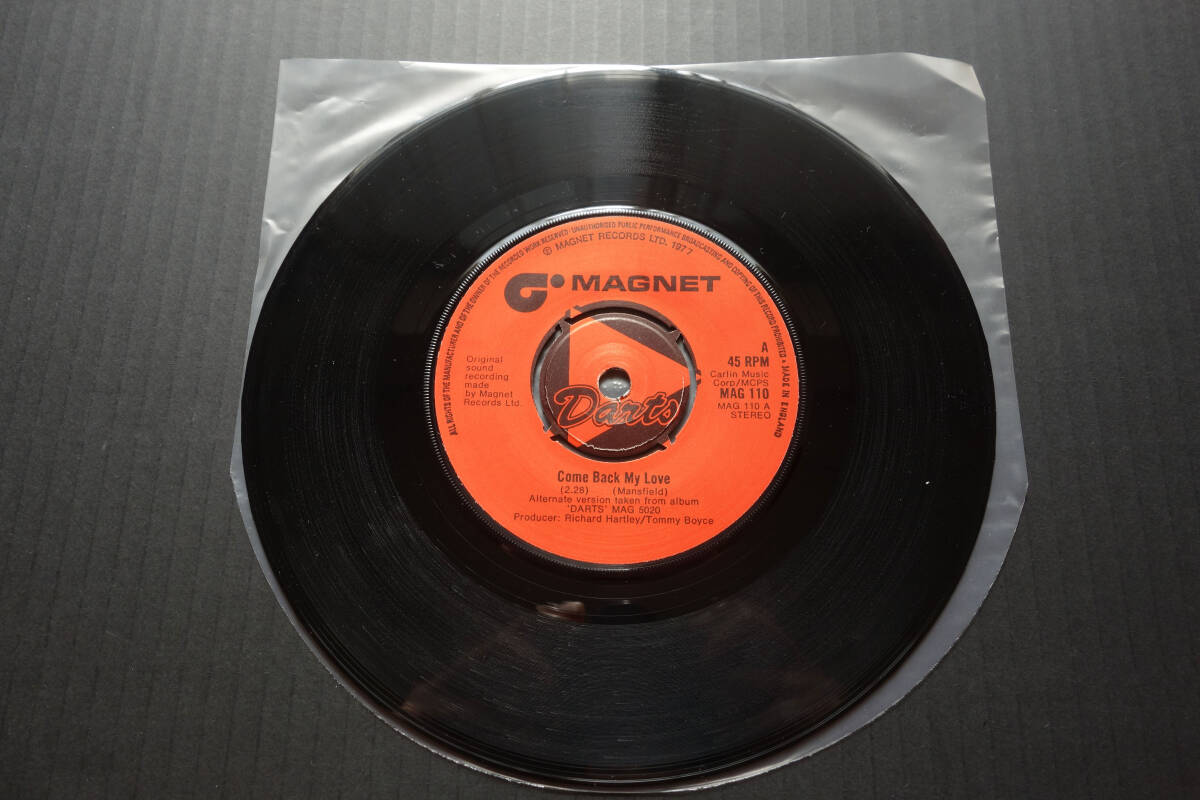 ALL RIGHTS OF THE MANUFACTURER AND OF THE OWNER OF THE RECORDED WORK RESERVED · UNAUTHORISED PUBLIC PERFORMANCE BROADCASTING AND COPYING OF THIS RECORD PROHIBITED • MADE IN ENGLAND
℗ MAGNET RECORDS LTD. 1977
MAGNET
Original
sound
recording
made
by Magnet
Records Ltd.
A
45 RPM
Carlin Music
Corp/MCPS
MAG 110
MAG 110 A
STEREO
Darts
Come Back My Love
(2.28) (Mansfield)
Alternate version taken from album
'DARTS' MAG 5020
Producer: Richard Hartley/Tommy Boyce